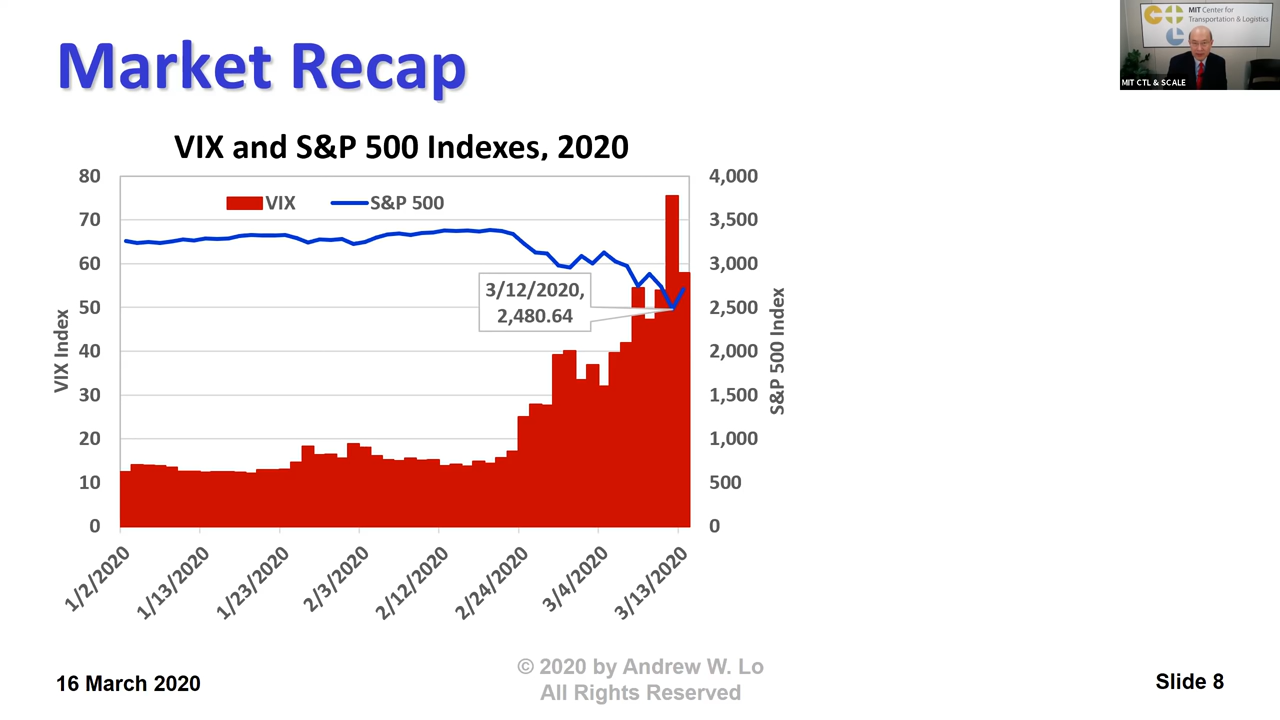 MIT Center for
Transportation & Logistics
MIT CTL & SCALE
Market Recap
VIX and S&P 500 Indexes, 2020
80
70
60
50
40
30
20
10
0
VIX Index
VIX
S&P 500
3/12/2020,
2,480.64
4,000
3,500
3,000
2,500
2,000
1,500
1,000
500
0
S&P 500 Index
1/2/2020
1/13/2020
1/23/2020
2/3/2020
2/12/2020
2/24/2020
3/4/2020
3/13/2020
16 March 2020
© 2020 by Andrew W. Lo
All Rights Reserved
Slide 8